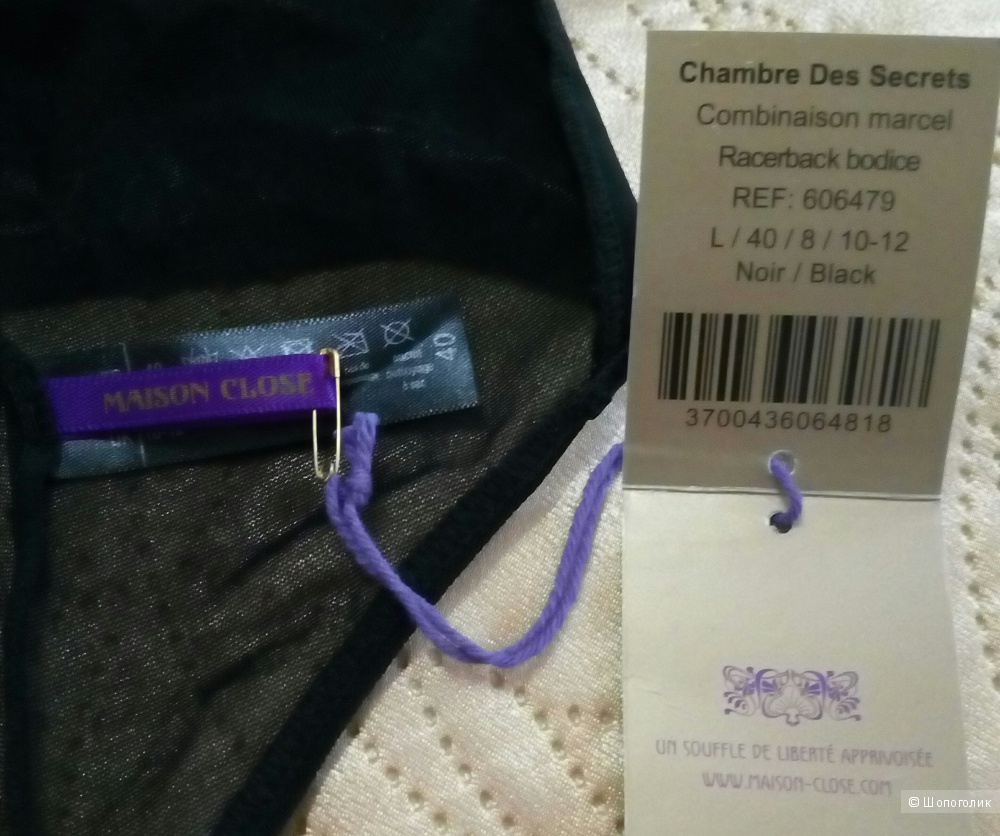 Chambre Des Secrets
Combinaison marcel
Racerback bodice
REF: 606479
L / 40 / 8 / 10-12
Noir / Black
3700436064818
MAISON CLOSE
40
UN SOUFFLE DE LIBERTÉ APPRIVOISÉE
WWW.MAISON-CLOSE.COM
© Шопоголик